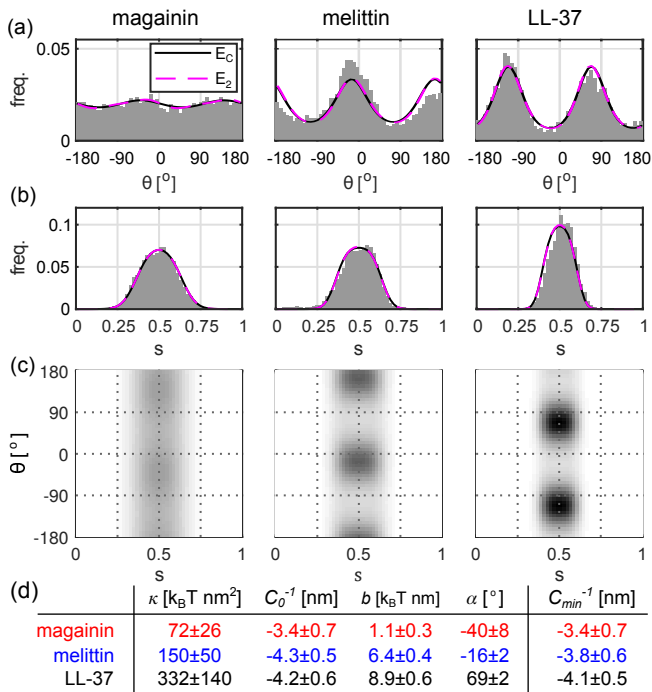 magainin melittin LL-37
(a)
0.05 E_C
E_2
freq.
0
-180 -90 0 90 180 -180 -90 0 90 180 -180 -90 0 90 180
θ [°] θ [°] θ [°]
(b)
0.1
freq.
0.05
0
0 0.25 0.5 0.75 1 0 0.25 0.5 0.75 1 0 0.25 0.5 0.75 1
s s s
(c)
180
90
θ [°] 0
-90
-180
0 0.5 1 0 0.5 1 0 0.5 1
s s s
(d) κ [k_BT nm²] C_0⁻¹ [nm] b [k_BT nm] α [°] C_min⁻¹ [nm]
magainin 72±26 -3.4±0.7 1.1±0.3 -40±8 -3.4±0.7
melittin 150±50 -4.3±0.5 6.4±0.4 -16±2 -3.8±0.6
LL-37 332±140 -4.2±0.6 8.9±0.6 69±2 -4.1±0.5